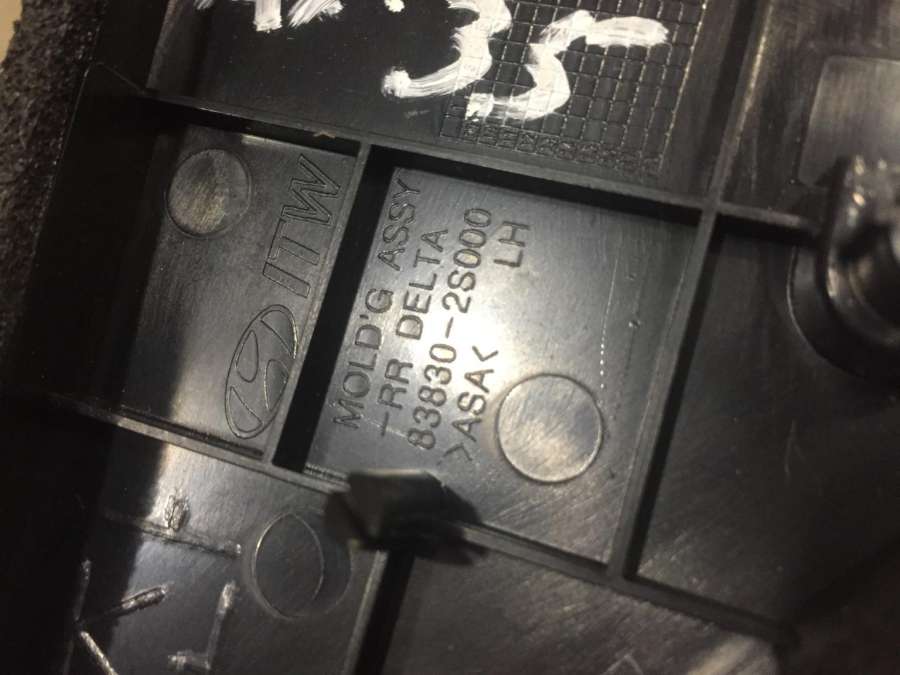 35
ITW
MOLD'G ASSY
-RR DELTA
83830-2S000
LH
>ASA<